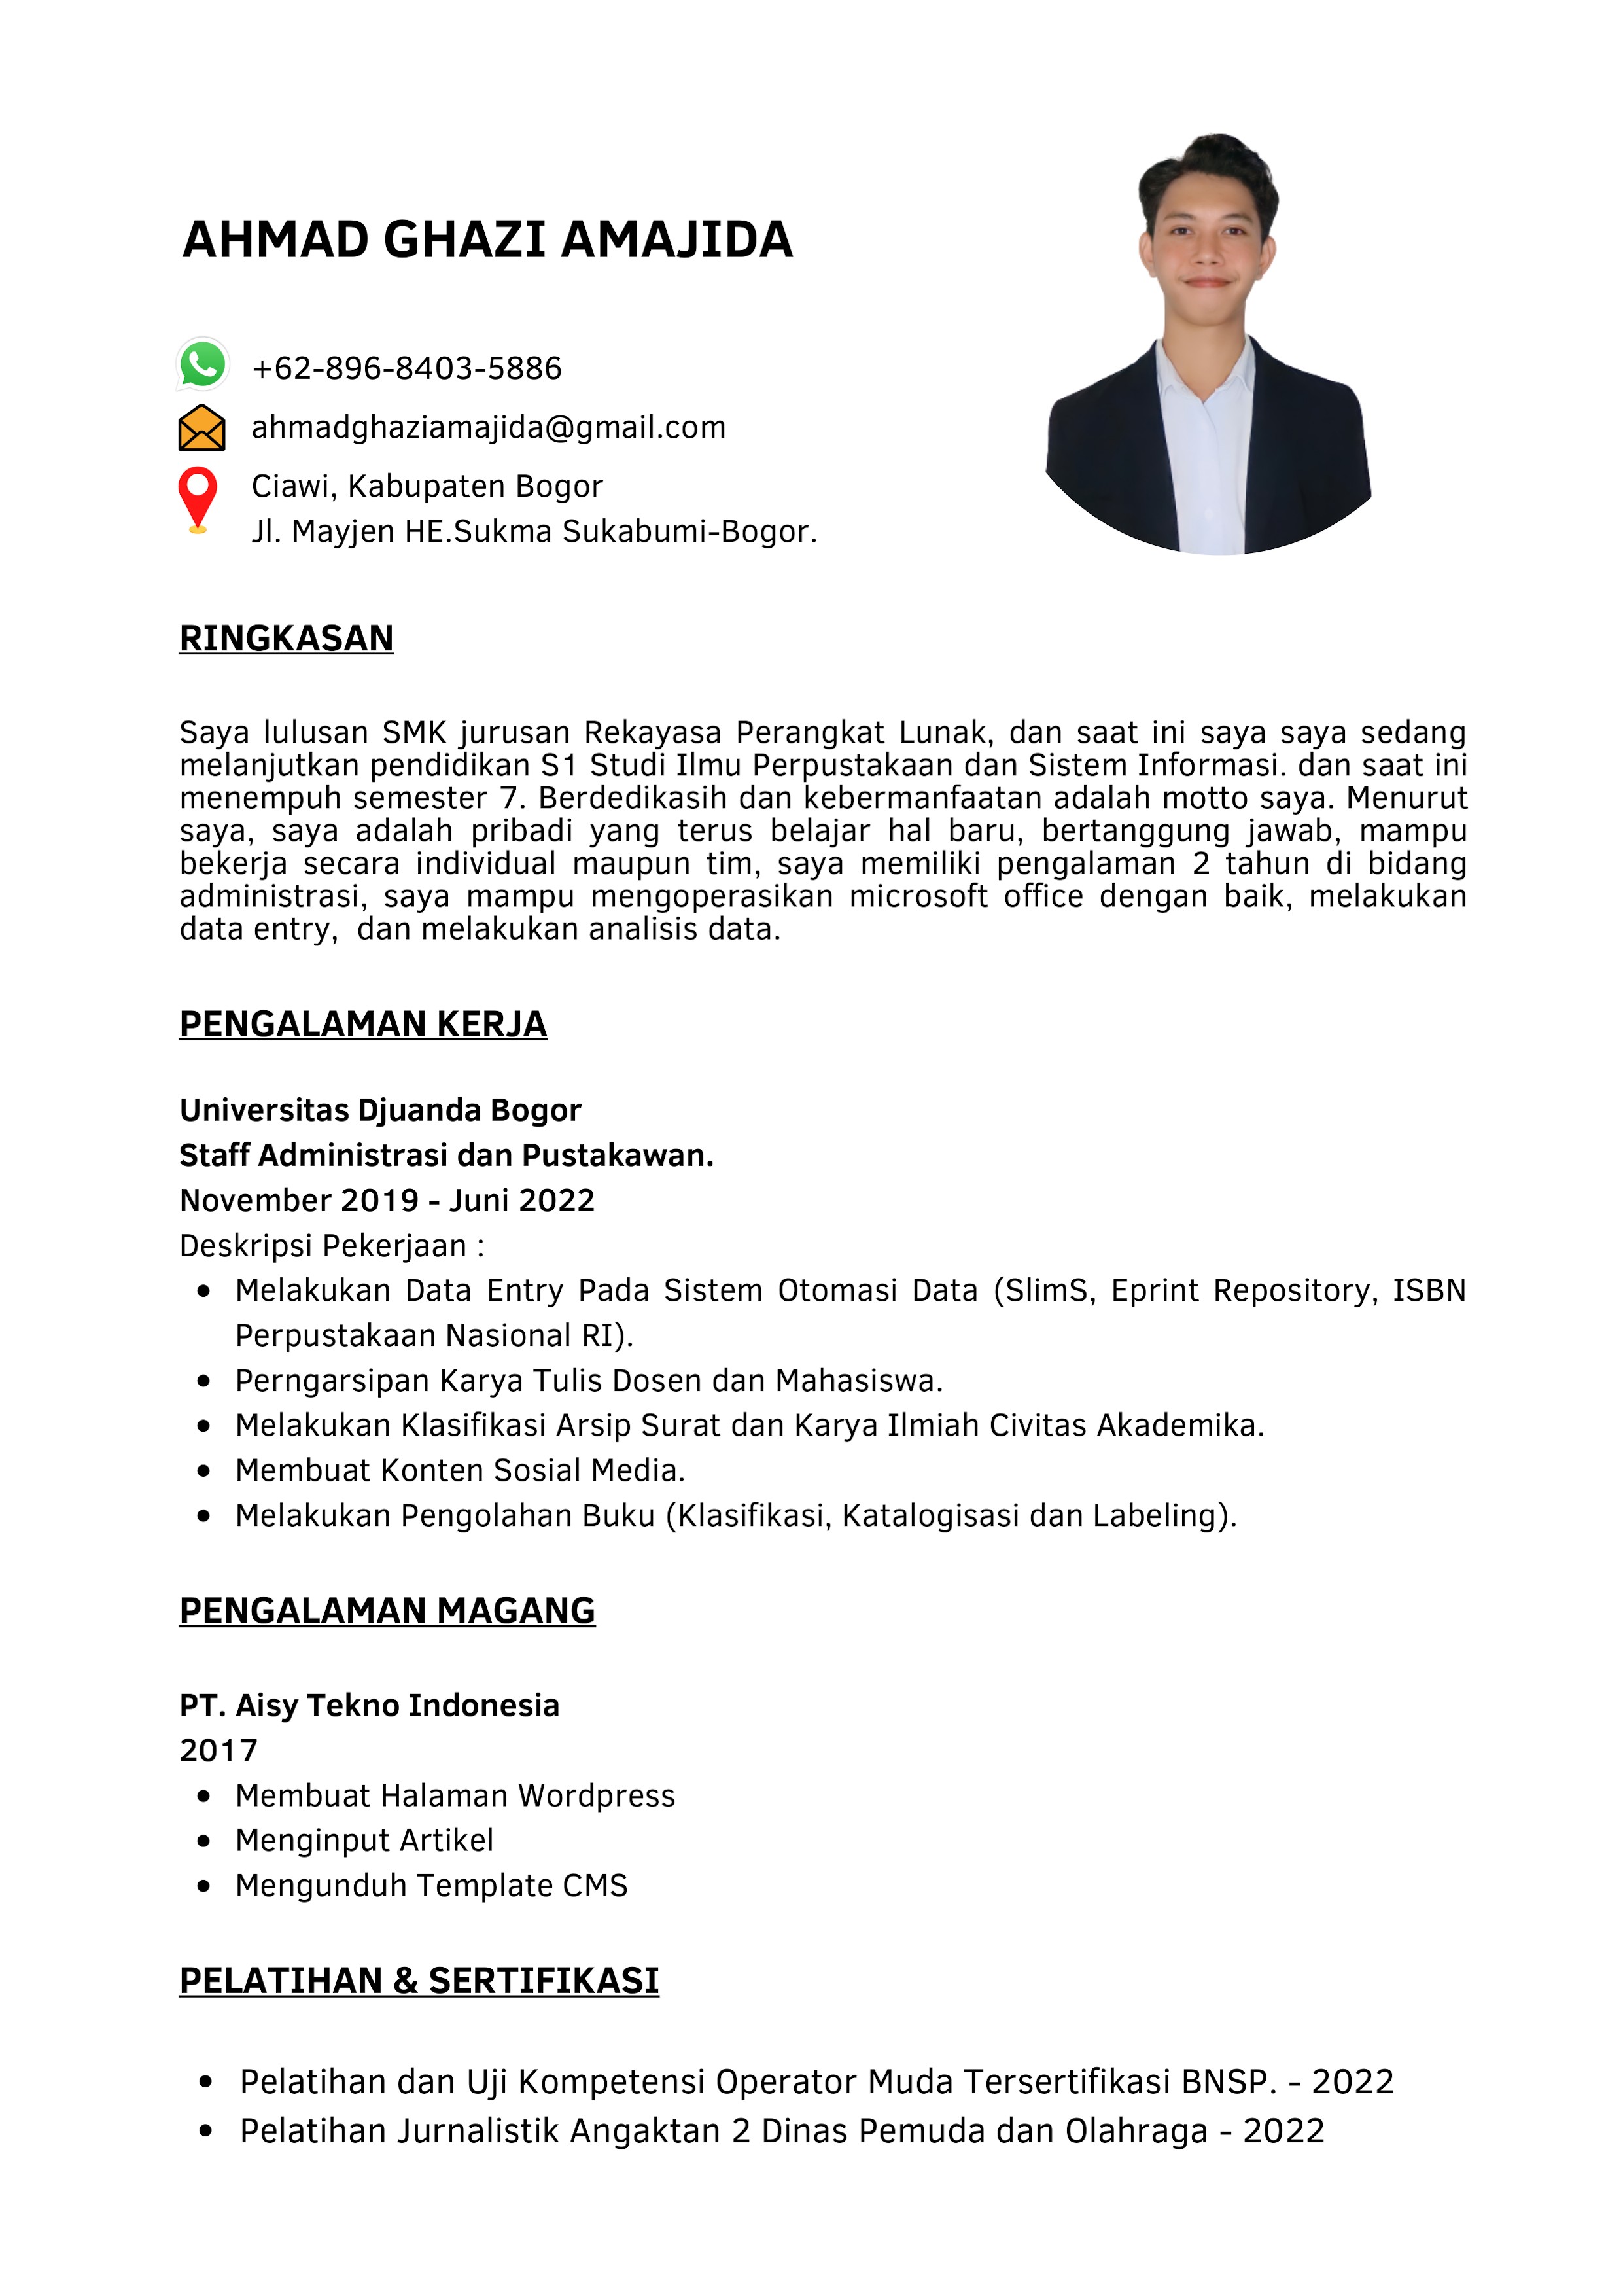 AHMAD GHAZI AMAJIDA
+62-896-8403-5886
ahmadghaziamajida@gmail.com
Ciawi, Kabupaten Bogor
Jl. Mayjen HE.Sukma Sukabumi-Bogor.
RINGKASAN
Saya lulusan SMK jurusan Rekayasa Perangkat Lunak, dan saat ini saya saya sedang
melanjutkan pendidikan S1 Studi Ilmu Perpustakaan dan Sistem Informasi. dan saat ini
menempuh semester 7. Berdedikasih dan kebermanfaatan adalah motto saya. Menurut
saya, saya adalah pribadi yang terus belajar hal baru, bertanggung jawab, mampu
bekerja secara individual maupun tim, saya memiliki pengalaman 2 tahun di bidang
administrasi, saya mampu mengoperasikan microsoft office dengan baik, melakukan
data entry,  dan melakukan analisis data.
PENGALAMAN KERJA
Universitas Djuanda Bogor
Staff Administrasi dan Pustakawan.
November 2019 - Juni 2022
Deskripsi Pekerjaan :
• Melakukan Data Entry Pada Sistem Otomasi Data (SlimS, Eprint Repository, ISBN
Perpustakaan Nasional RI).
• Perngarsipan Karya Tulis Dosen dan Mahasiswa.
• Melakukan Klasifikasi Arsip Surat dan Karya Ilmiah Civitas Akademika.
• Membuat Konten Sosial Media.
• Melakukan Pengolahan Buku (Klasifikasi, Katalogisasi dan Labeling).
PENGALAMAN MAGANG
PT. Aisy Tekno Indonesia
2017
• Membuat Halaman Wordpress
• Menginput Artikel
• Mengunduh Template CMS
PELATIHAN & SERTIFIKASI
• Pelatihan dan Uji Kompetensi Operator Muda Tersertifikasi BNSP. - 2022
• Pelatihan Jurnalistik Angaktan 2 Dinas Pemuda dan Olahraga - 2022